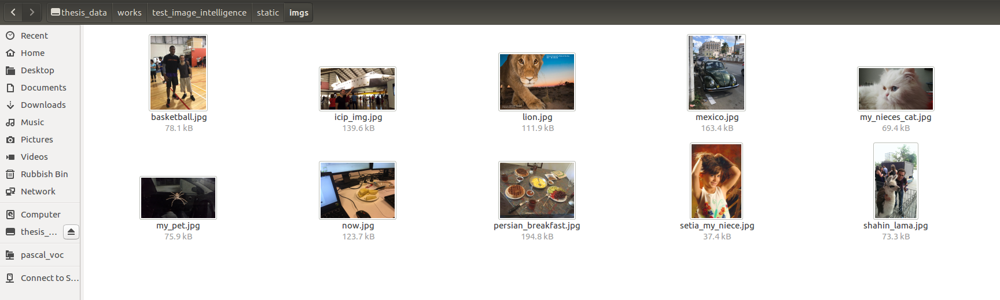 thesis_data works test_image_intelligence static imgs
Recent
Home
Desktop
Documents
Downloads
Music
Pictures
Videos
Rubbish Bin
Network
Computer
thesis_...
pascal_voc
Connect to S...
basketball.jpg icip_img.jpg lion.jpg mexico.jpg my_nieces_cat.jpg
78.1 kB 139.6 kB 111.9 kB 163.4 kB 69.4 kB
my_pet.jpg now.jpg persian_breakfast.jpg setia_my_niece.jpg shahin_lama.jpg
75.9 kB 123.7 kB 194.8 kB 37.4 kB 73.3 kB